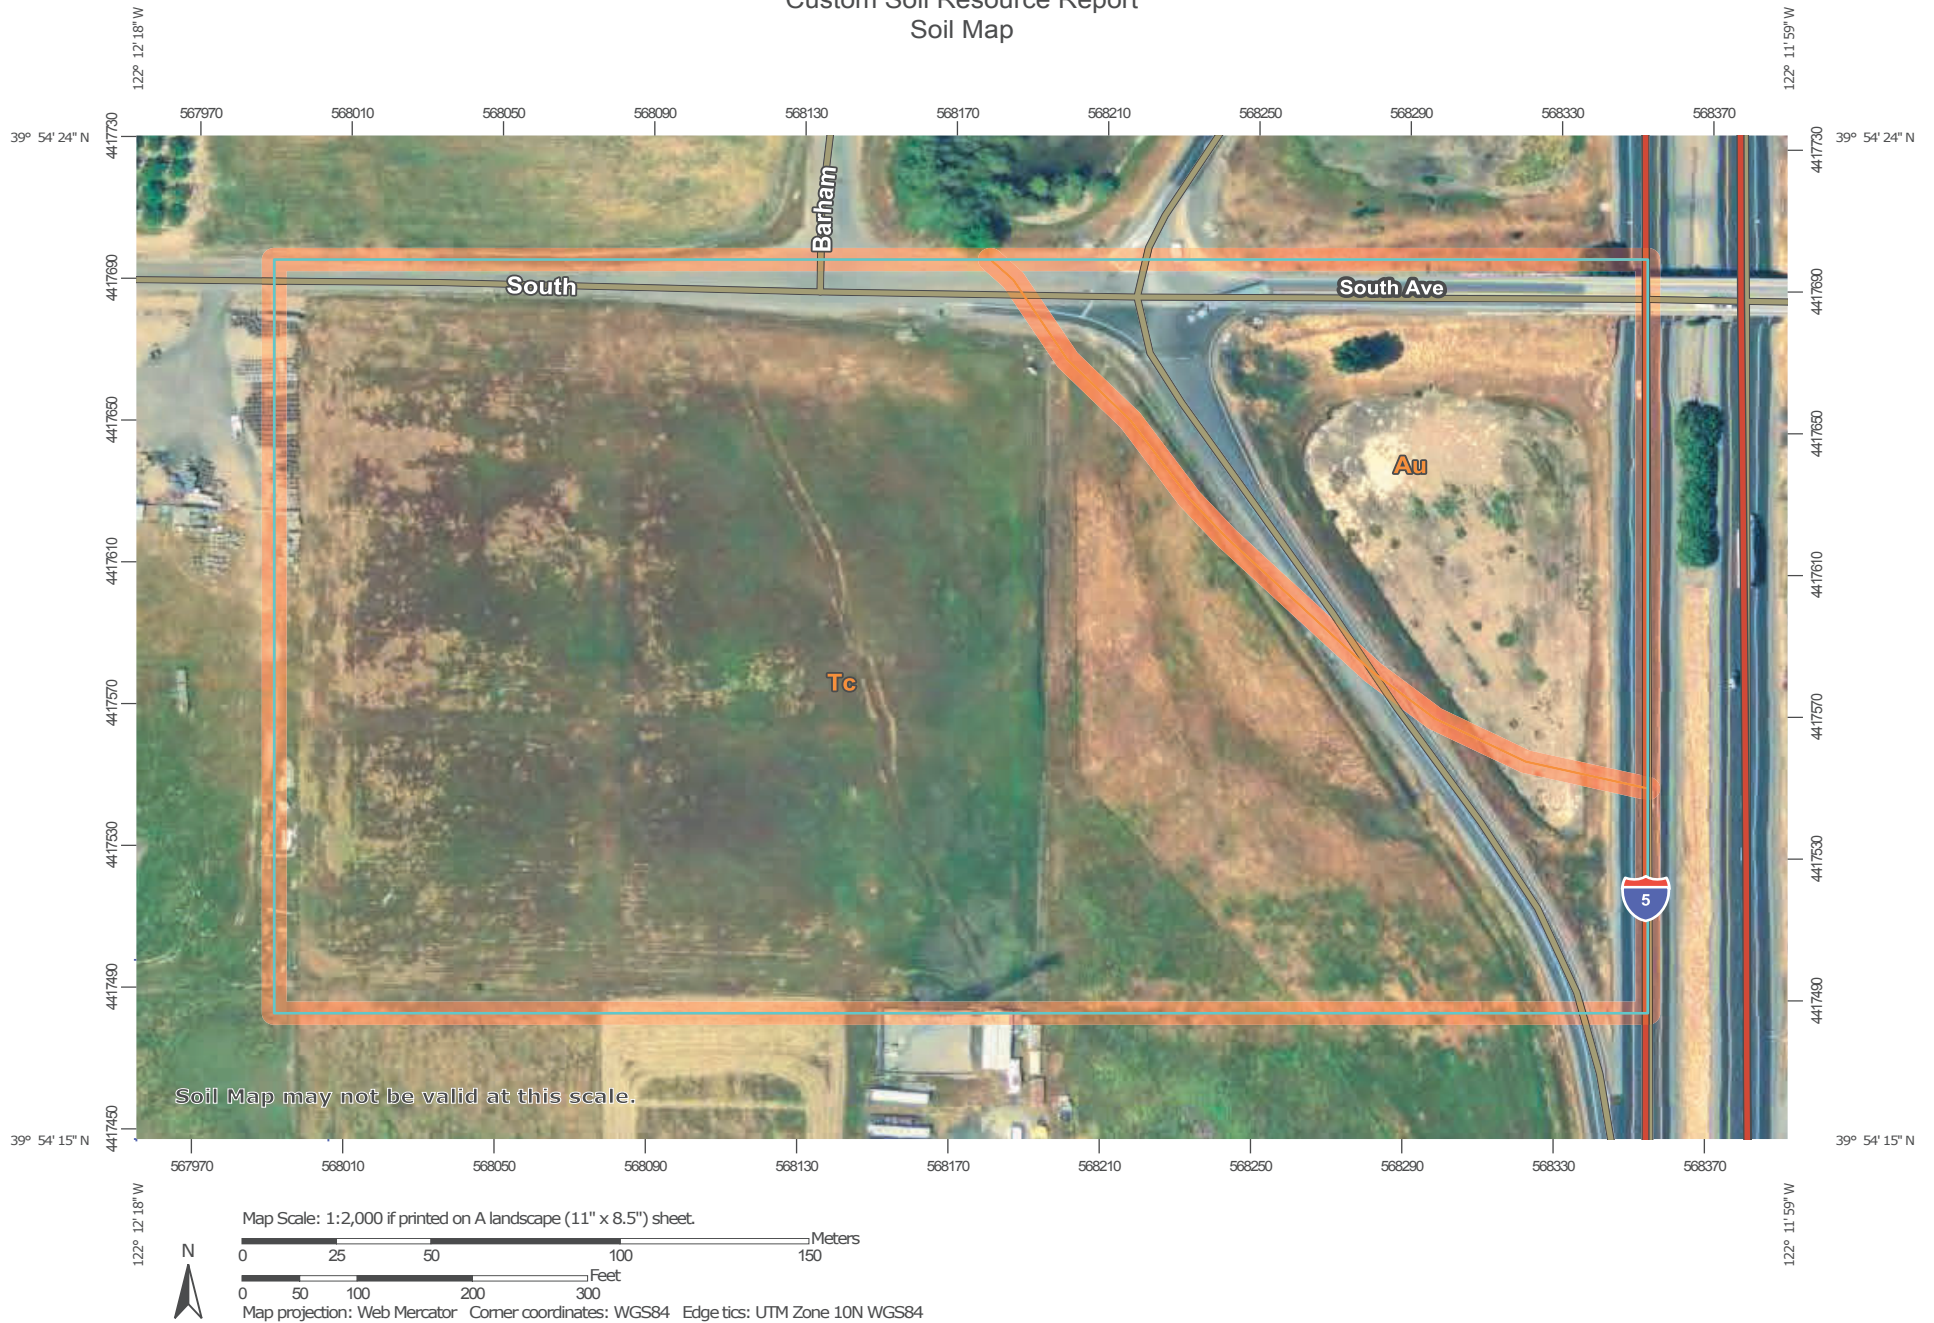 Custom Soil Resource Report
Soil Map
122° 12' 18" W
122° 11' 59" W
567970 568010 568050 568090 568130 568170 568210 568250 568290 568330 568370
39° 54' 24" N
39° 54' 24" N
4417730
4417690
4417650
4417610
4417570
4417530
4417490
4417450
4417730
4417690
4417650
4417610
4417570
4417530
4417490
Barham
South
South Ave
Au
Tc
5
Soil Map may not be valid at this scale.
39° 54' 15" N
39° 54' 15" N
567970 568010 568050 568090 568130 568170 568210 568250 568290 568330 568370
122° 12' 18" W
122° 11' 59" W
Map Scale: 1:2,000 if printed on A landscape (11" x 8.5") sheet.
N
Meters
0 25 50 100 150
Feet
0 50 100 200 300
Map projection: Web Mercator Corner coordinates: WGS84 Edge tics: UTM Zone 10N WGS84